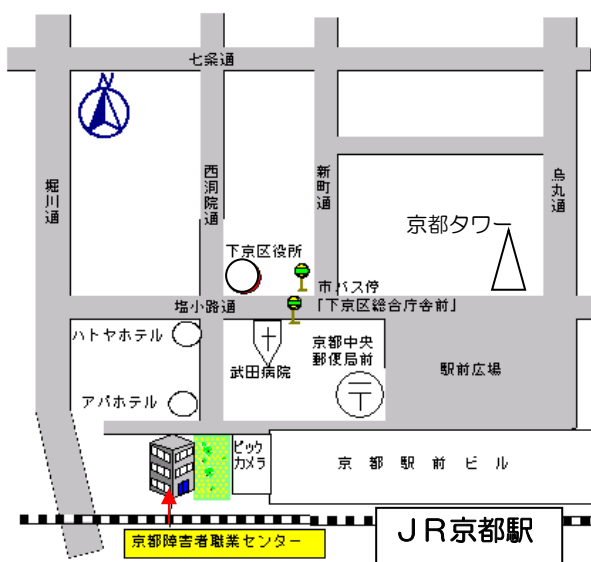 七条通
N
堀川通
西洞院通
新町通
烏丸通
京都タワー
下京区役所
市バス停
「下京区総合庁舎前」
塩小路通
ハトヤホテル
武田病院
京都中央
郵便局前
〒
駅前広場
アパホテル
ビック
カメラ
京都駅前ビル
JR京都駅
京都障害者職業センター